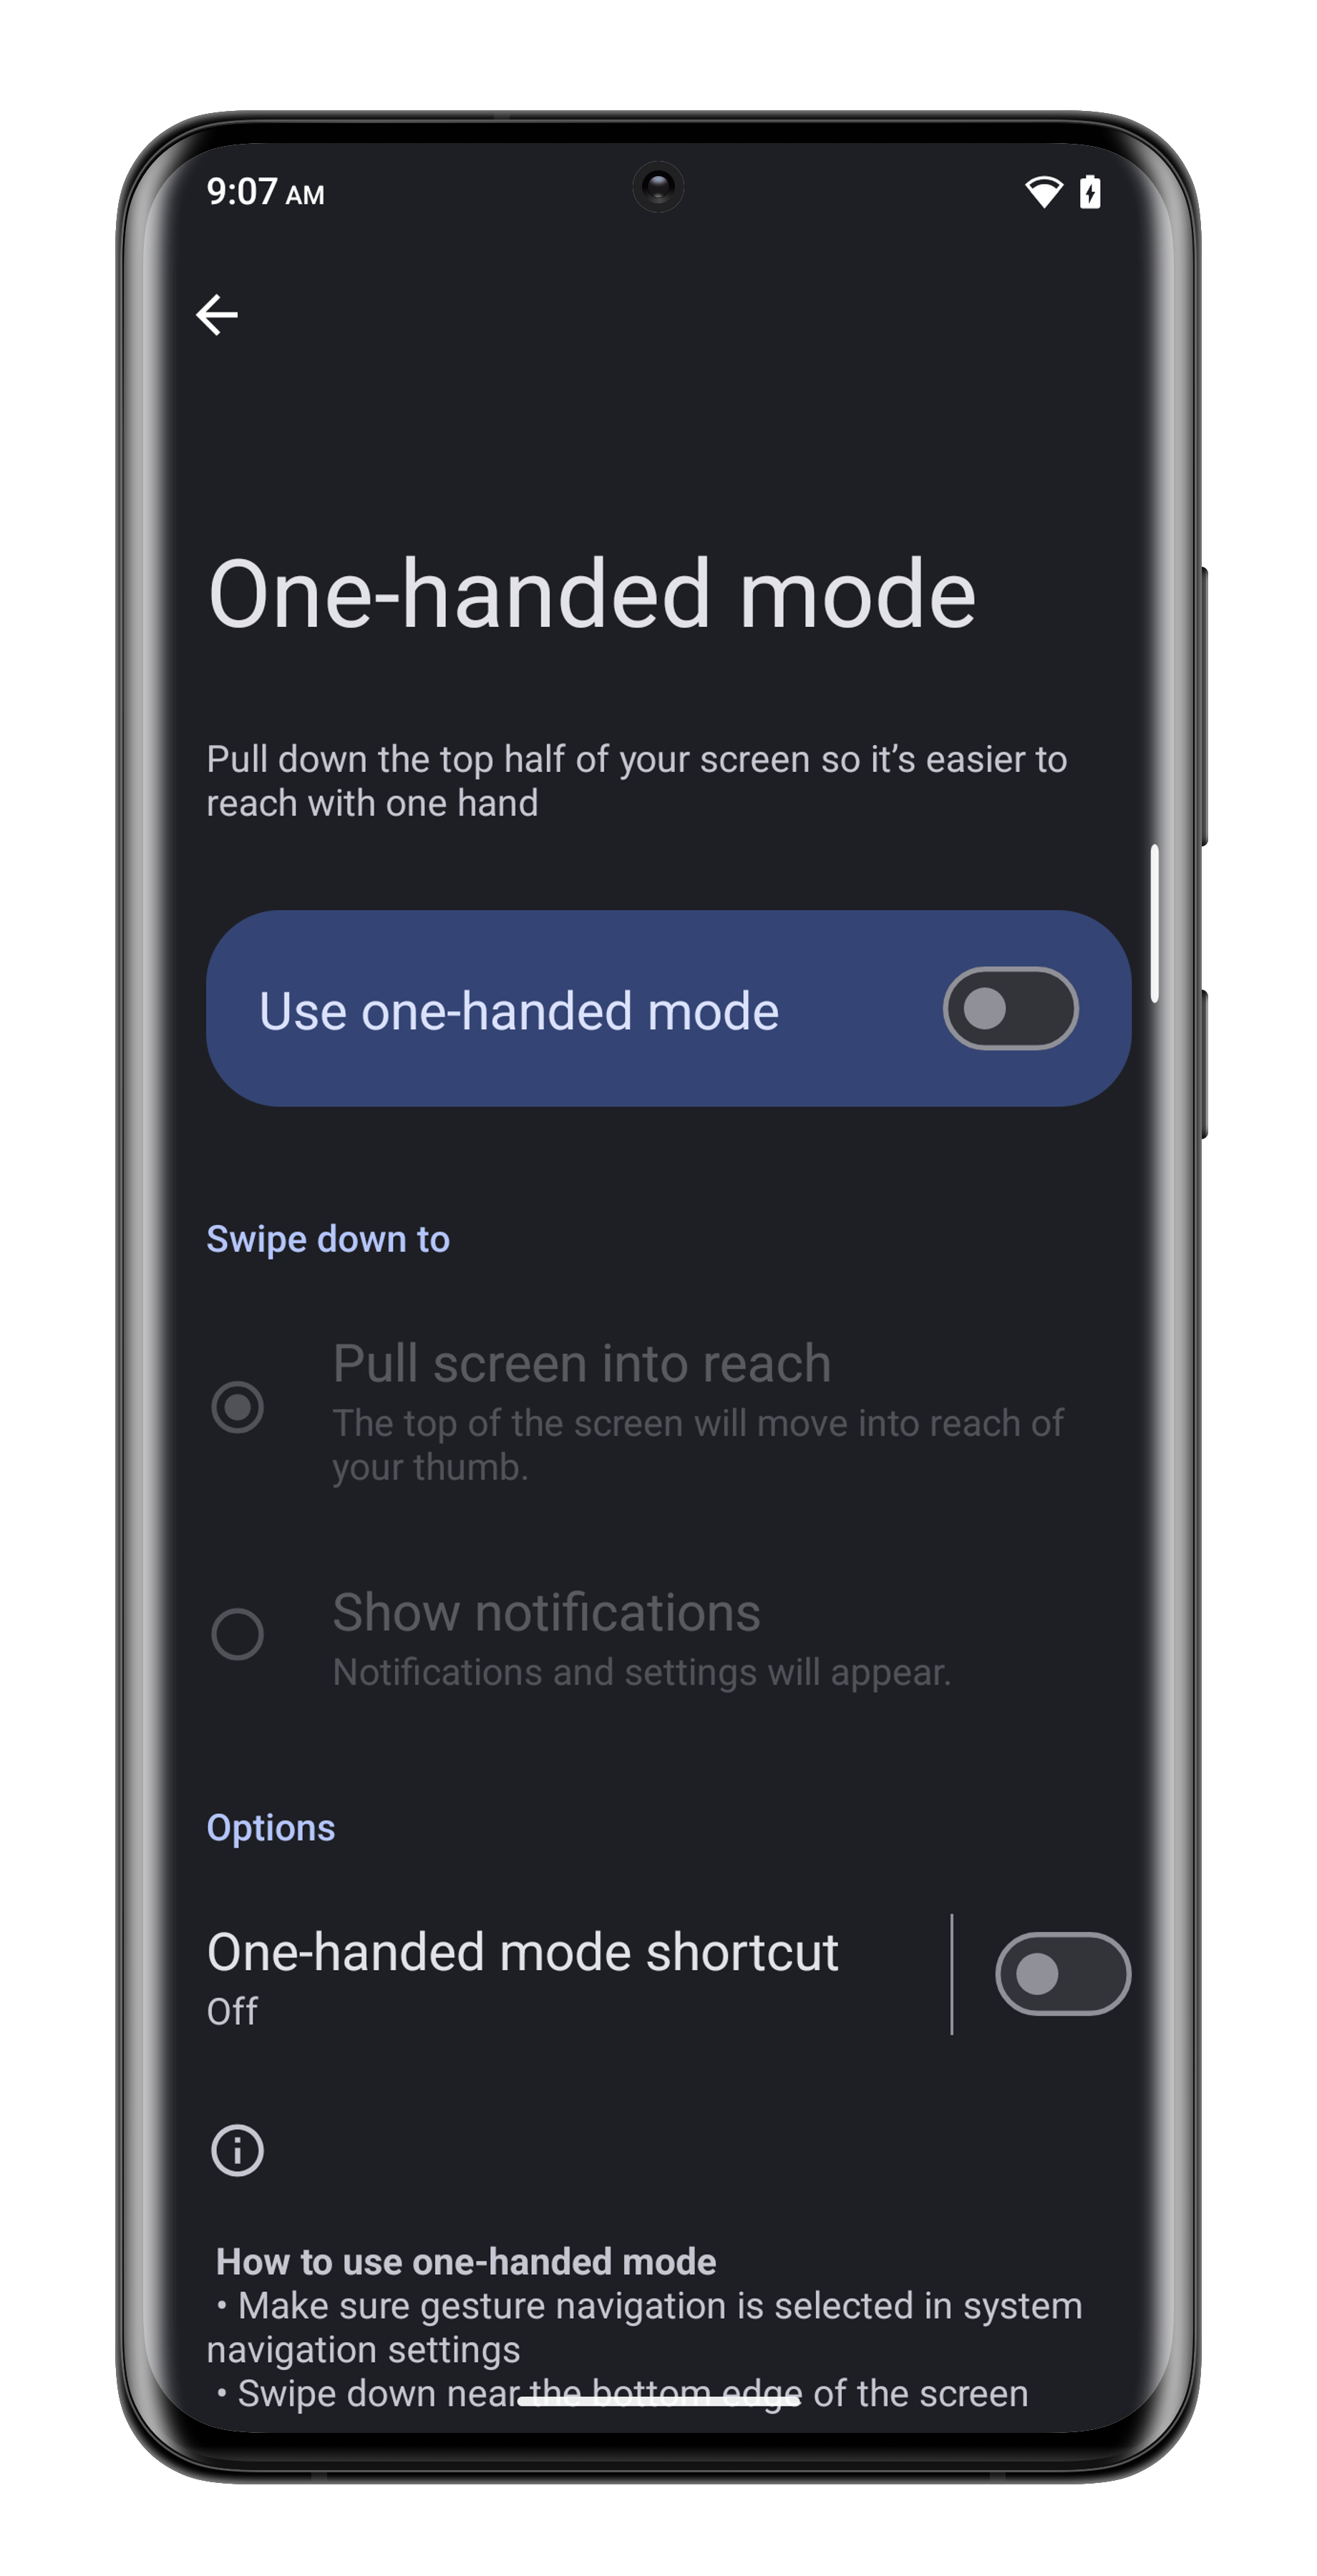 9:07 AM
One-handed mode
Pull down the top half of your screen so it’s easier to
reach with one hand
Use one-handed mode
Swipe down to
Pull screen into reach
The top of the screen will move into reach of
your thumb.
Show notifications
Notifications and settings will appear.
Options
One-handed mode shortcut
Off
How to use one-handed mode
• Make sure gesture navigation is selected in system
navigation settings
• Swipe down near the bottom edge of the screen